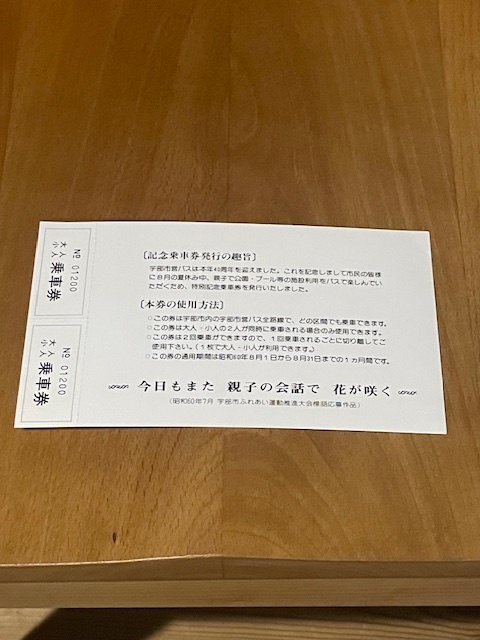 〔記念乗車券発行の趣旨〕
宇部市営バスは本年40周年を迎えました。これを記念しまして市民の皆様
に8月の夏休み中、親子で公園・プール等の施設利用をバスで楽しんでい
ただくため、特別記念乗車券を発行いたしました。
〔本券の使用方法〕
○この券は宇部市内の宇部市営バス全路線で、どの区間でも乗車できます。
○この券は大人・小人の2人が同時に乗車される場合のみ使用できます。
○この券は2回乗車ができますので、1回乗車されるごとに切り離してご
使用下さい。(1枚で大人・小人が利用できます。)
○この券の通用期間は昭和60年8月1日から8月31日までの1ヵ月間です。
今日もまた 親子の会話で 花が咲く
(昭和60年7月 宇部市ふれあい運動推進大会標語応募作品)
№ 01200
大人
小人
乗車券
№ 01200
大人
小人
乗車券